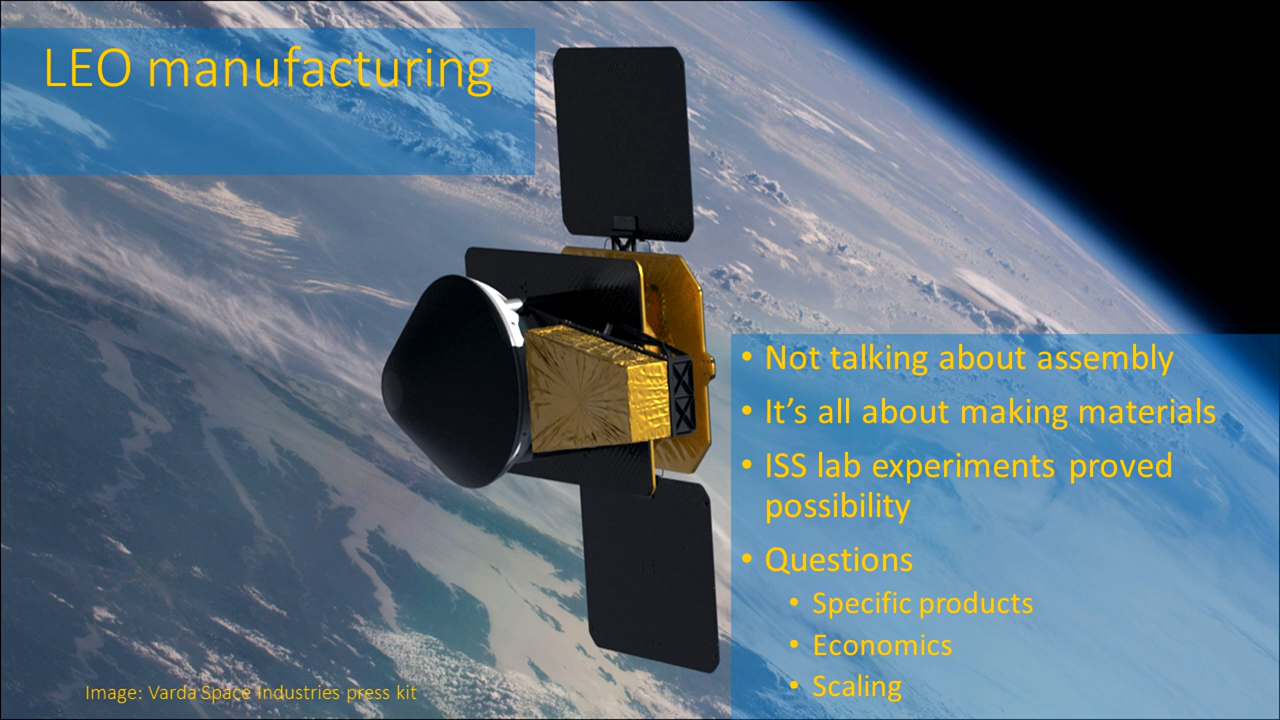 LEO manufacturing
• Not talking about assembly
• It’s all about making materials
• ISS lab experiments proved
possibility
• Questions
• Specific products
• Economics
• Scaling
Image: Varda Space Industries press kit